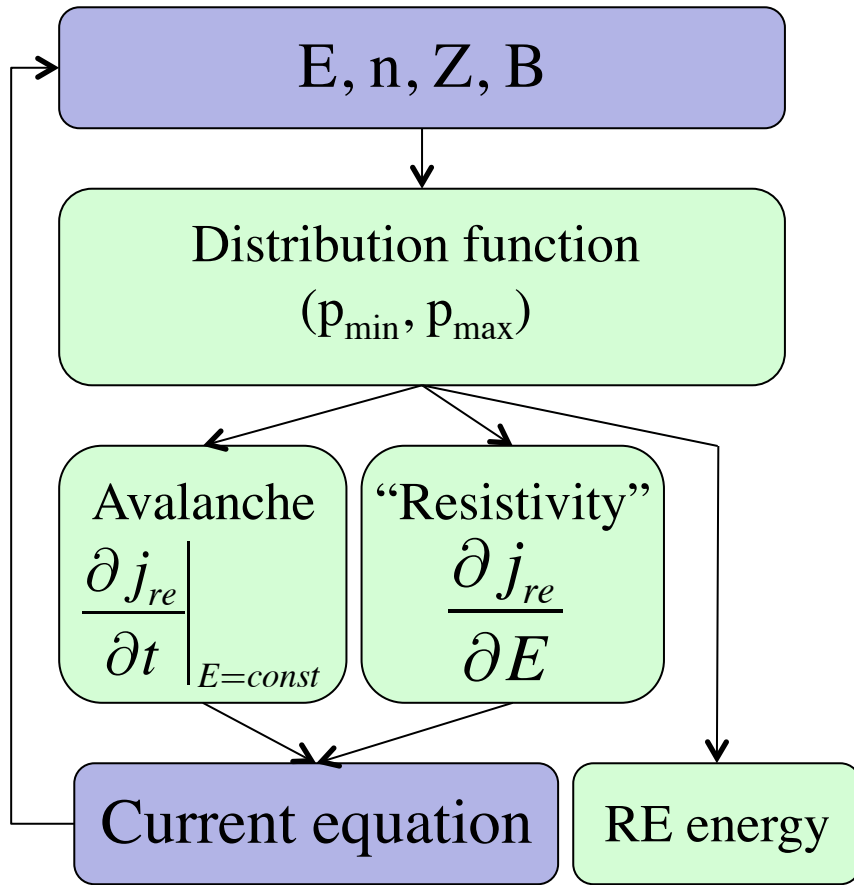 E, n, Z, B
Distribution function
(p_min, p_max)
Avalanche
∂ j_re / ∂t |_E=const
“Resistivity”
∂ j_re / ∂E
Current equation
RE energy